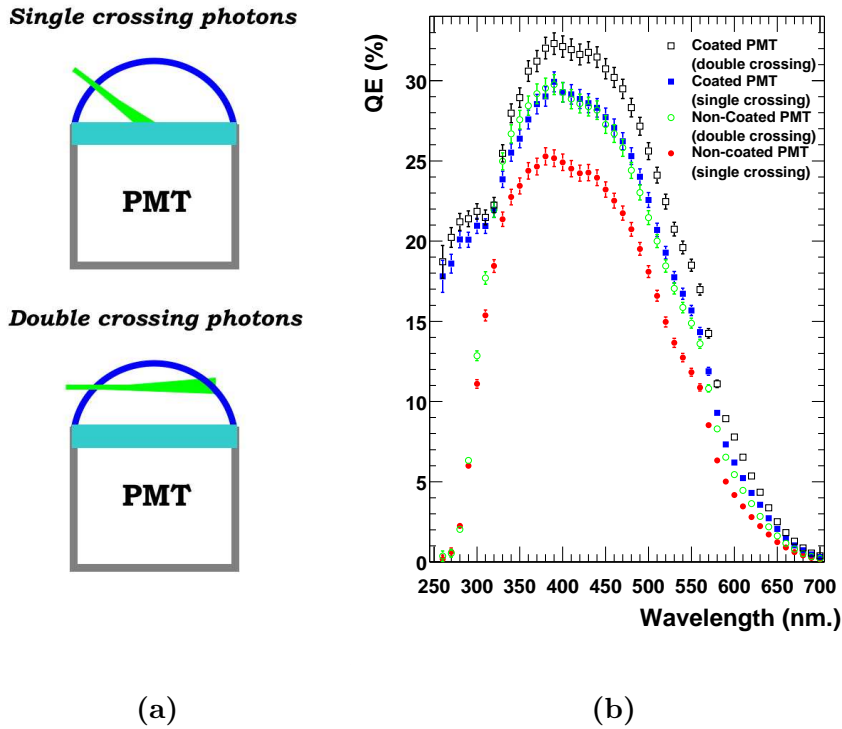 Single crossing photons
PMT
Double crossing photons
PMT
(a)
QE (%)
30
25
20
15
10
5
0
250 300 350 400 450 500 550 600 650 700
Wavelength (nm.)
Coated PMT
(double crossing)
Coated PMT
(single crossing)
Non-Coated PMT
(double crossing)
Non-coated PMT
(single crossing)
(b)